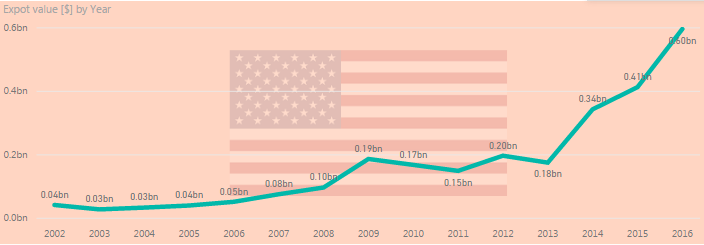 Expot value [$] by Year
0.6bn
0.4bn
0.2bn
0.0bn
0.04bn
0.03bn
0.03bn
0.04bn
0.05bn
0.08bn
0.10bn
0.19bn
0.17bn
0.15bn
0.20bn
0.18bn
0.34bn
0.41bn
0.60bn
2002 2003 2004 2005 2006 2007 2008 2009 2010 2011 2012 2013 2014 2015 2016